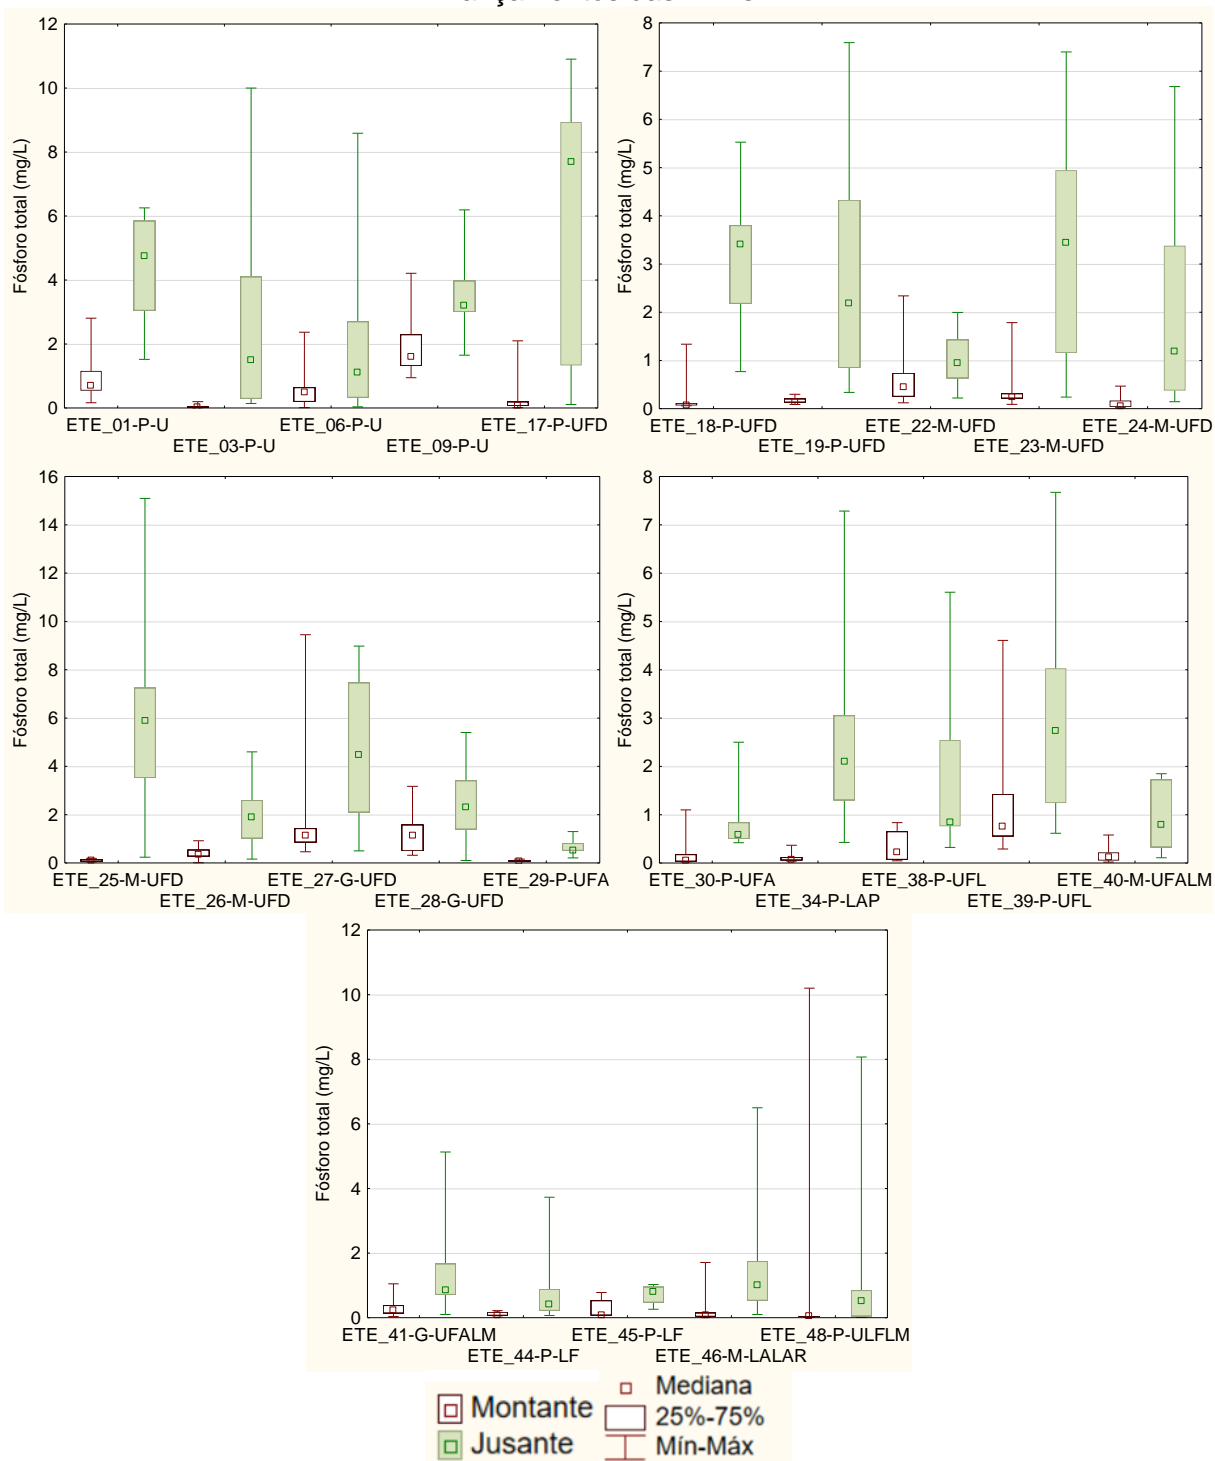 12
10
8
6
4
2
0
Fósforo total (mg/L)
ETE_01-P-U
ETE_06-P-U
ETE_17-P-UFD
ETE_03-P-U
ETE_09-P-U
8
7
6
5
4
3
2
1
0
Fósforo total (mg/L)
ETE_18-P-UFD
ETE_22-M-UFD
ETE_24-M-UFD
ETE_19-P-UFD
ETE_23-M-UFD
16
14
12
10
8
6
4
2
0
Fósforo total (mg/L)
ETE_25-M-UFD
ETE_27-G-UFD
ETE_29-P-UFA
ETE_26-M-UFD
ETE_28-G-UFD
8
7
6
5
4
3
2
1
0
Fósforo total (mg/L)
ETE_30-P-UFA
ETE_38-P-UFL
ETE_40-M-UFALM
ETE_34-P-LAP
ETE_39-P-UFL
12
10
8
6
4
2
0
Fósforo total (mg/L)
ETE_41-G-UFALM
ETE_45-P-LF
ETE_48-P-ULFLM
ETE_44-P-LF
ETE_46-M-LALAR
Montante
Jusante
Mediana
25%-75%
Mín-Máx